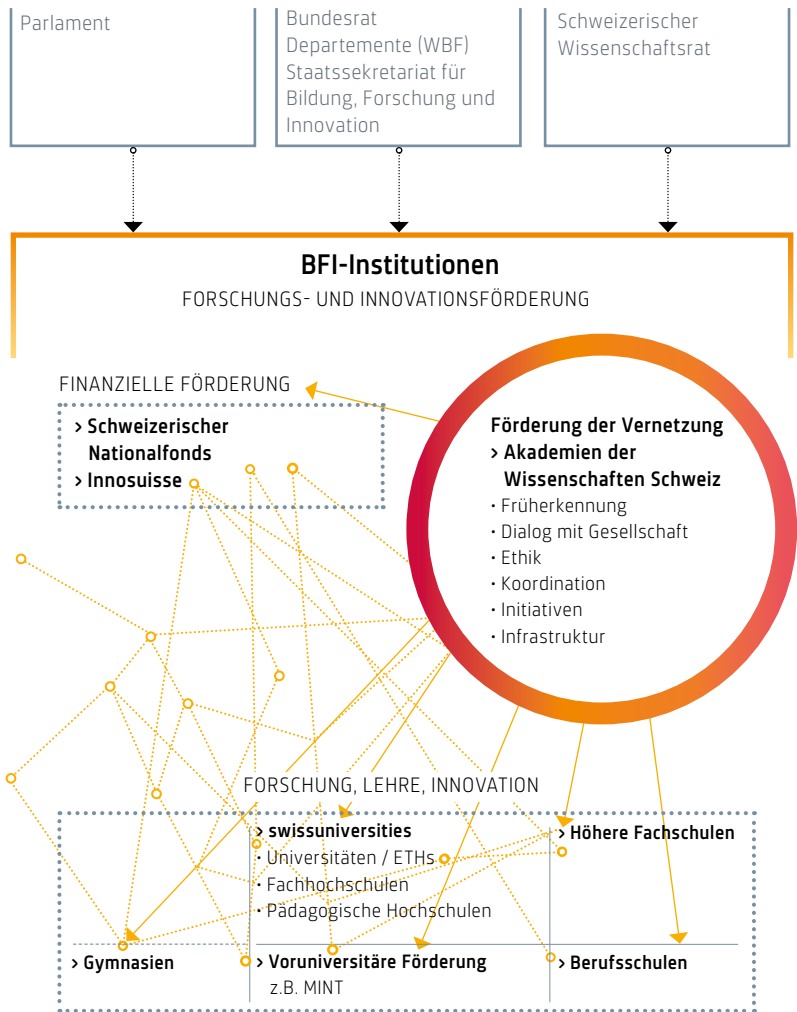 Parlament
Bundesrat
Departemente (WBF)
Staatssekretariat für
Bildung, Forschung und
Innovation
Schweizerischer
Wissenschaftsrat
BFI-Institutionen
FORSCHUNGS- UND INNOVATIONSFÖRDERUNG
FINANZIELLE FÖRDERUNG
› Schweizerischer
Nationalfonds
› Innosuisse
Förderung der Vernetzung
› Akademien der
Wissenschaften Schweiz
· Früherkennung
· Dialog mit Gesellschaft
· Ethik
· Koordination
· Initiativen
· Infrastruktur
FORSCHUNG, LEHRE, INNOVATION
› swissuniversities
· Universitäten / ETHs
· Fachhochschulen
· Pädagogische Hochschulen
› Höhere Fachschulen
› Gymnasien
› Voruniversitäre Förderung
z.B. MINT
› Berufsschulen